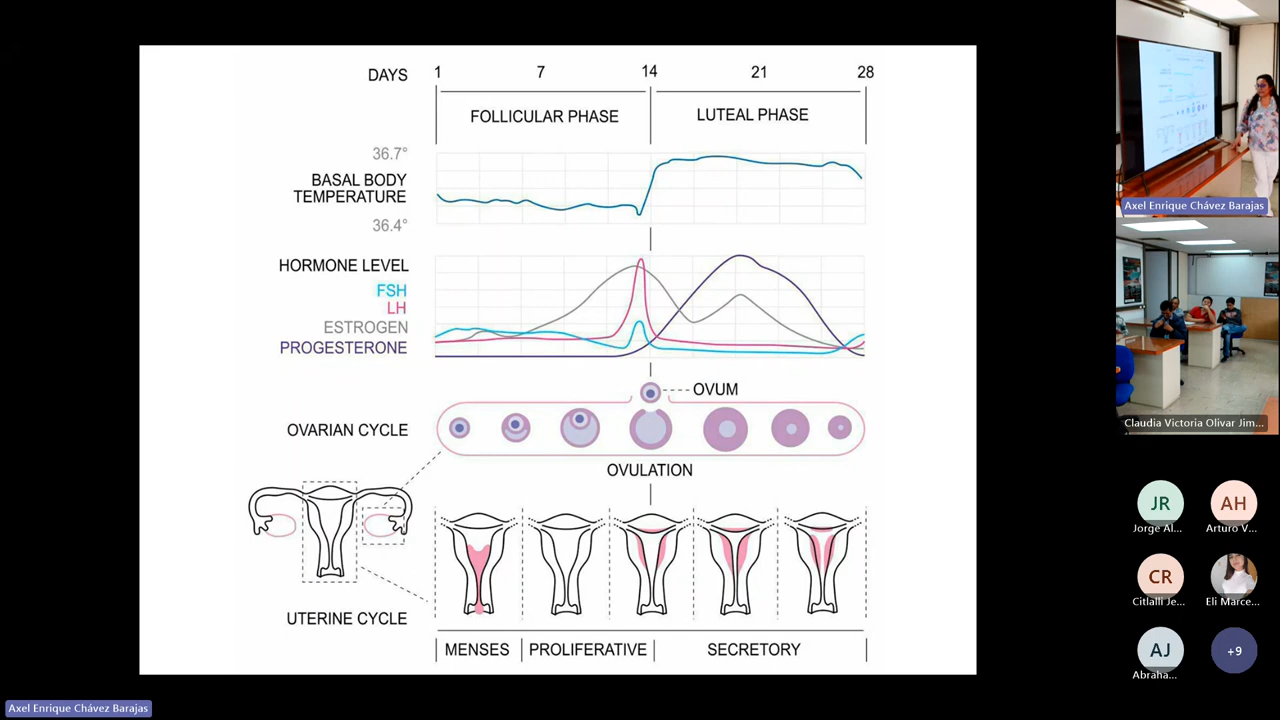 DAYS 1 7 14 21 28
FOLLICULAR PHASE LUTEAL PHASE
36.7°
BASAL BODY
TEMPERATURE
36.4°
HORMONE LEVEL
FSH
LH
ESTROGEN
PROGESTERONE
OVUM
OVARIAN CYCLE
OVULATION
UTERINE CYCLE
MENSES PROLIFERATIVE SECRETORY
Axel Enrique Chávez Barajas
Axel Enrique Chávez Barajas
Claudia Victoria Olivar Jim...
JR AH
Jorge Al... Arturo V...
CR
Citlalli Je... Eli Marce...
AJ +9
Abraha...